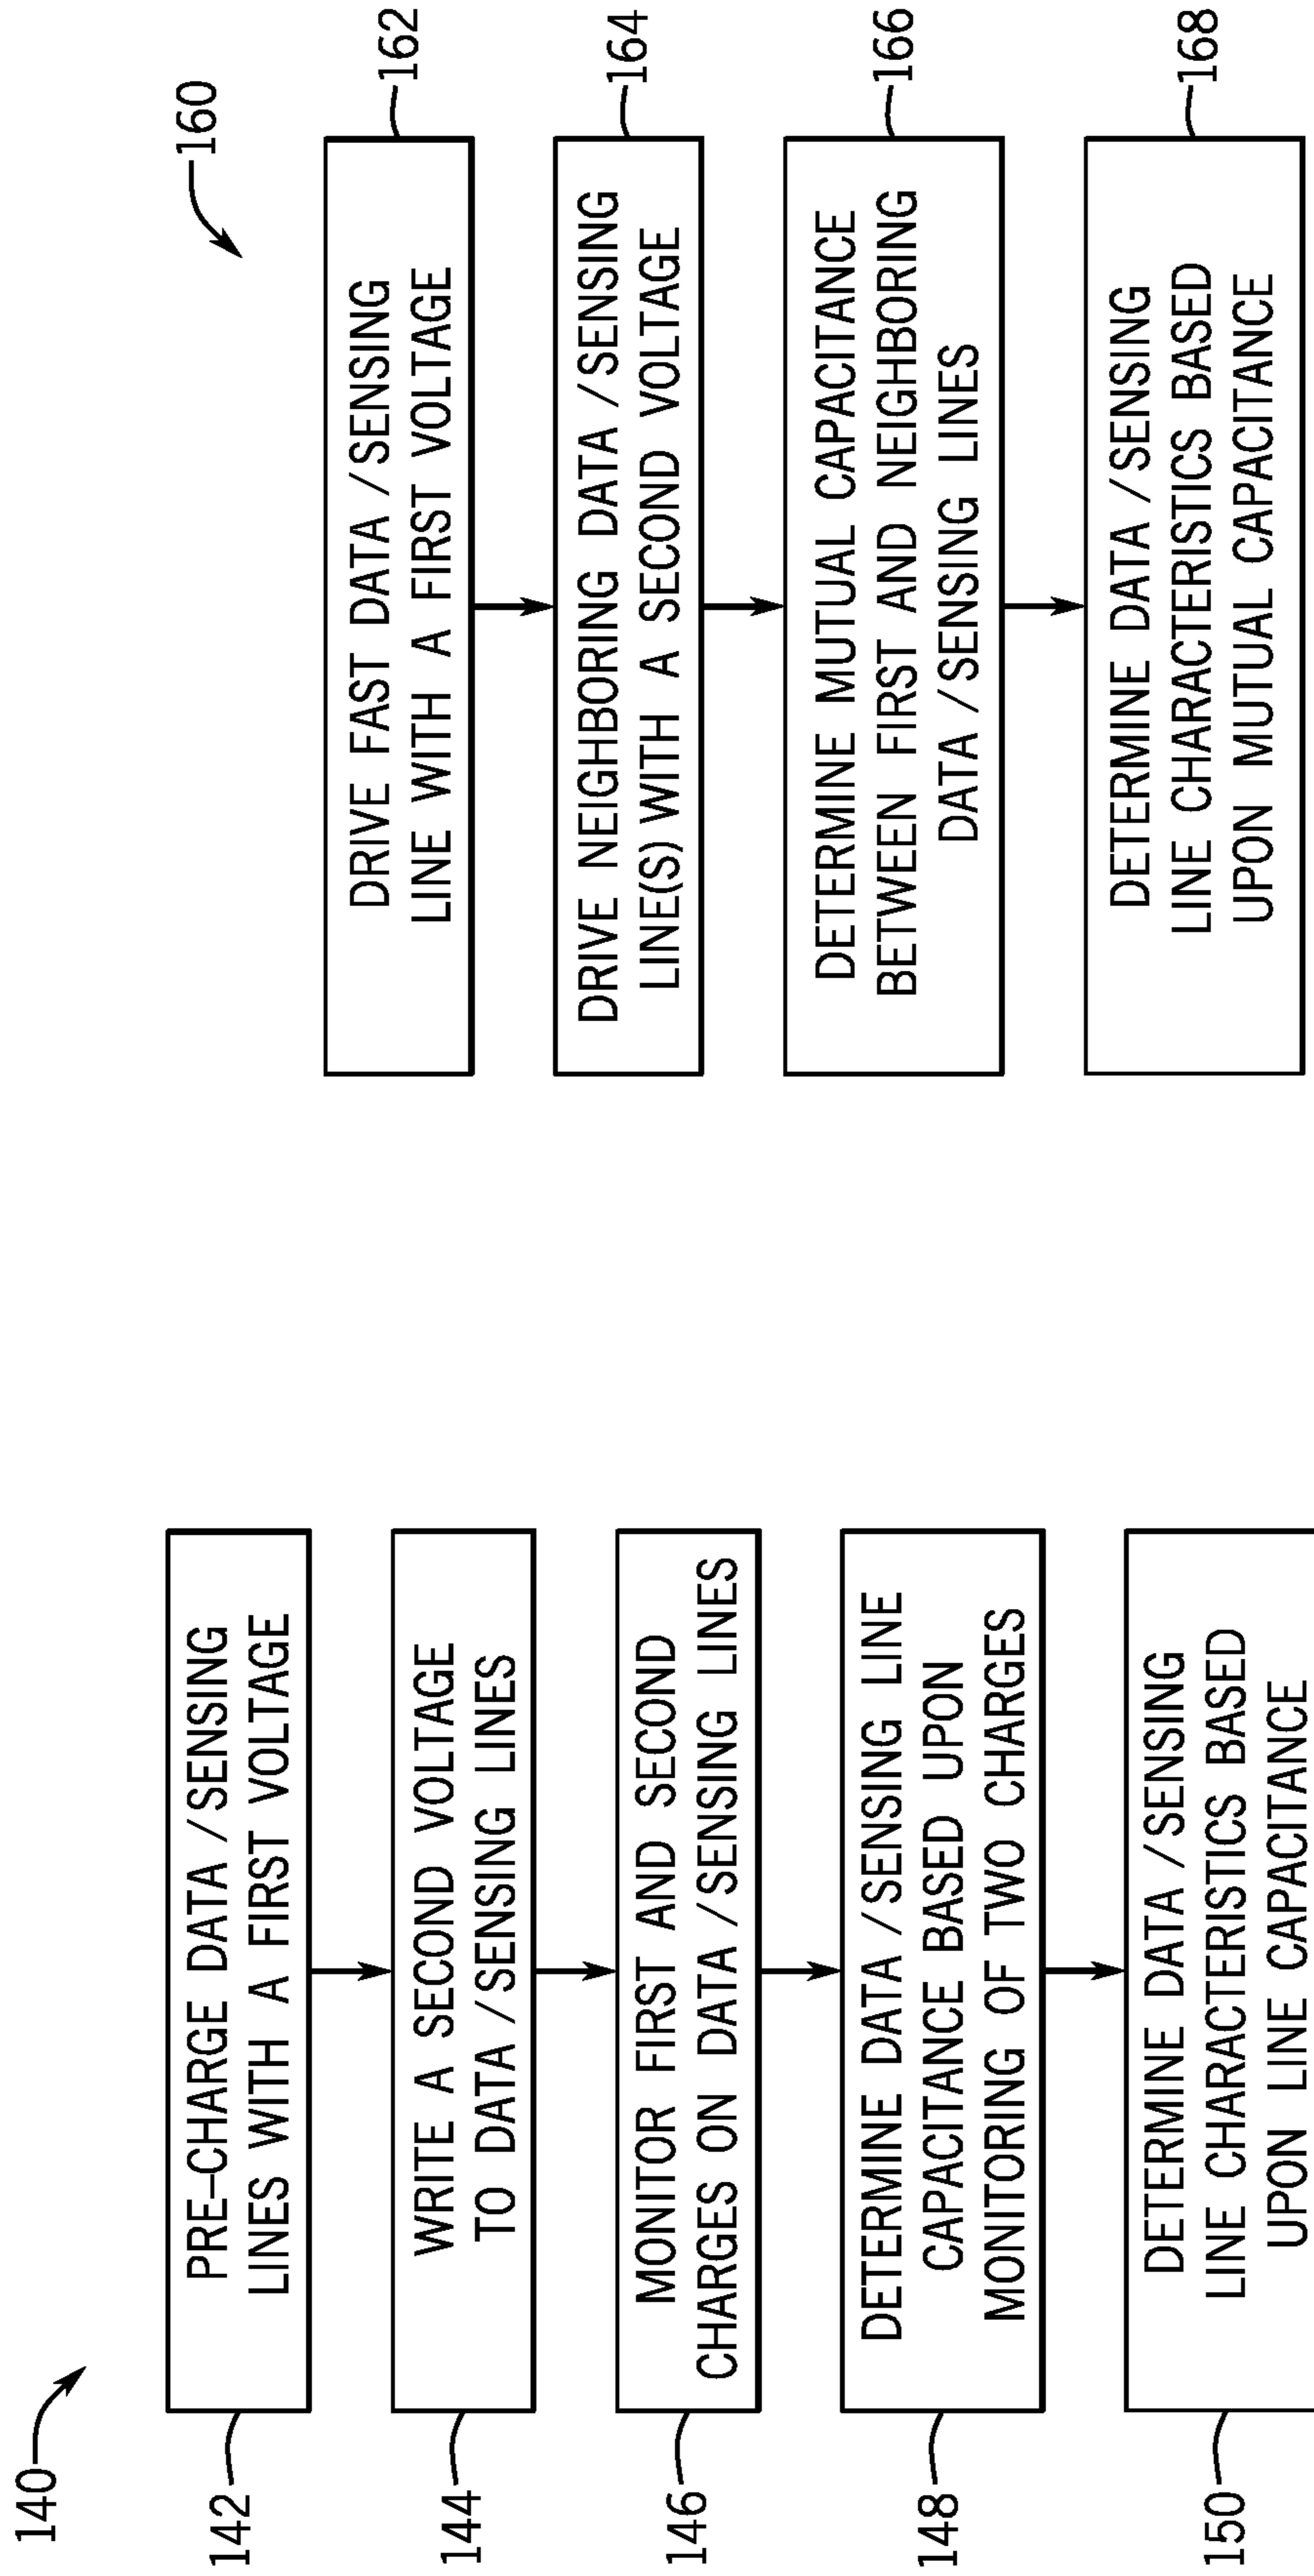 140
142
PRE-CHARGE DATA/SENSING
LINES WITH A FIRST VOLTAGE
144
WRITE A SECOND VOLTAGE
TO DATA/SENSING LINES
146
MONITOR FIRST AND SECOND
CHARGES ON DATA/SENSING LINES
148
DETERMINE DATA/SENSING LINE
CAPACITANCE BASED UPON
MONITORING OF TWO CHARGES
150
DETERMINE DATA/SENSING
LINE CHARACTERISTICS BASED
UPON LINE CAPACITANCE
160
DRIVE FAST DATA/SENSING
LINE WITH A FIRST VOLTAGE
162
DRIVE NEIGHBORING DATA/SENSING
LINE(S) WITH A SECOND VOLTAGE
164
DETERMINE MUTUAL CAPACITANCE
BETWEEN FIRST AND NEIGHBORING
DATA/SENSING LINES
166
DETERMINE DATA/SENSING
LINE CHARACTERISTICS BASED
UPON MUTUAL CAPACITANCE
168